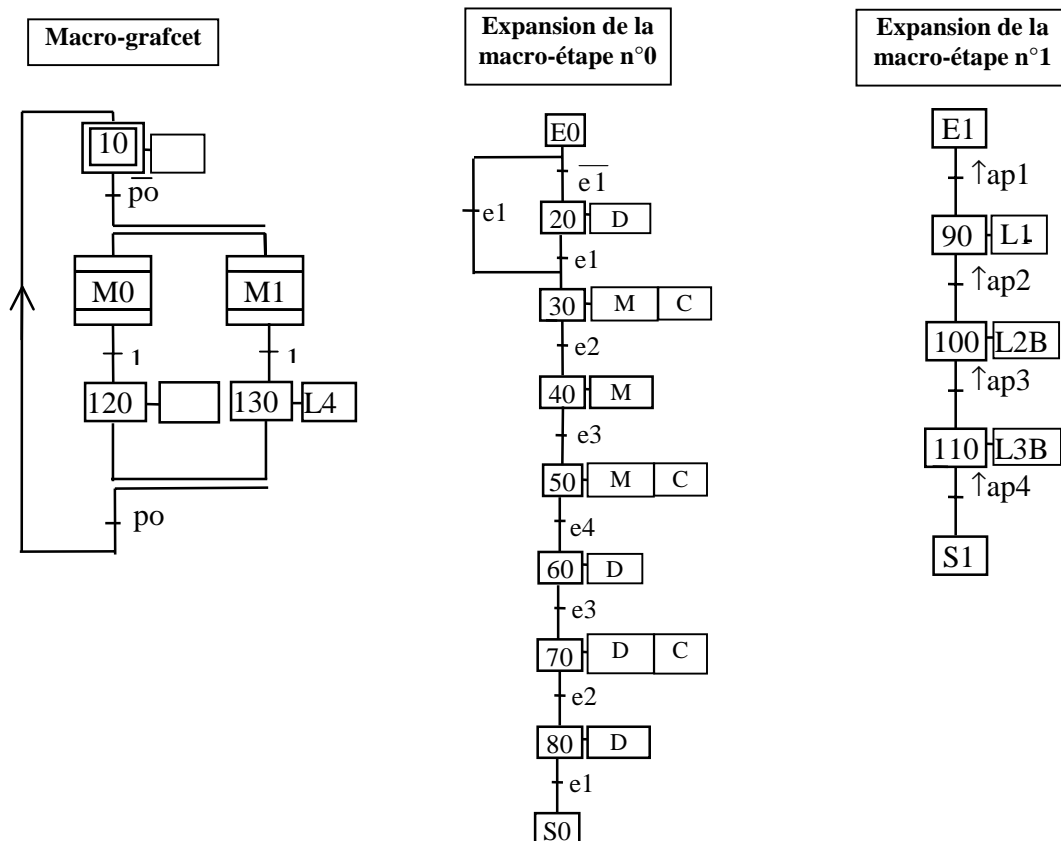 Macro-grafcet
10
p̅o̅
M0
M1
1
1
120
130
L4
po
Expansion de la
macro-étape n°0
E0
e̅1̅
e1
20
D
e1
30
M
C
e2
40
M
e3
50
M
C
e4
60
D
e3
70
D
C
e2
80
D
e1
S0
Expansion de la
macro-étape n°1
E1
↑ap1
90
L1
↑ap2
100
L2B
↑ap3
110
L3B
↑ap4
S1